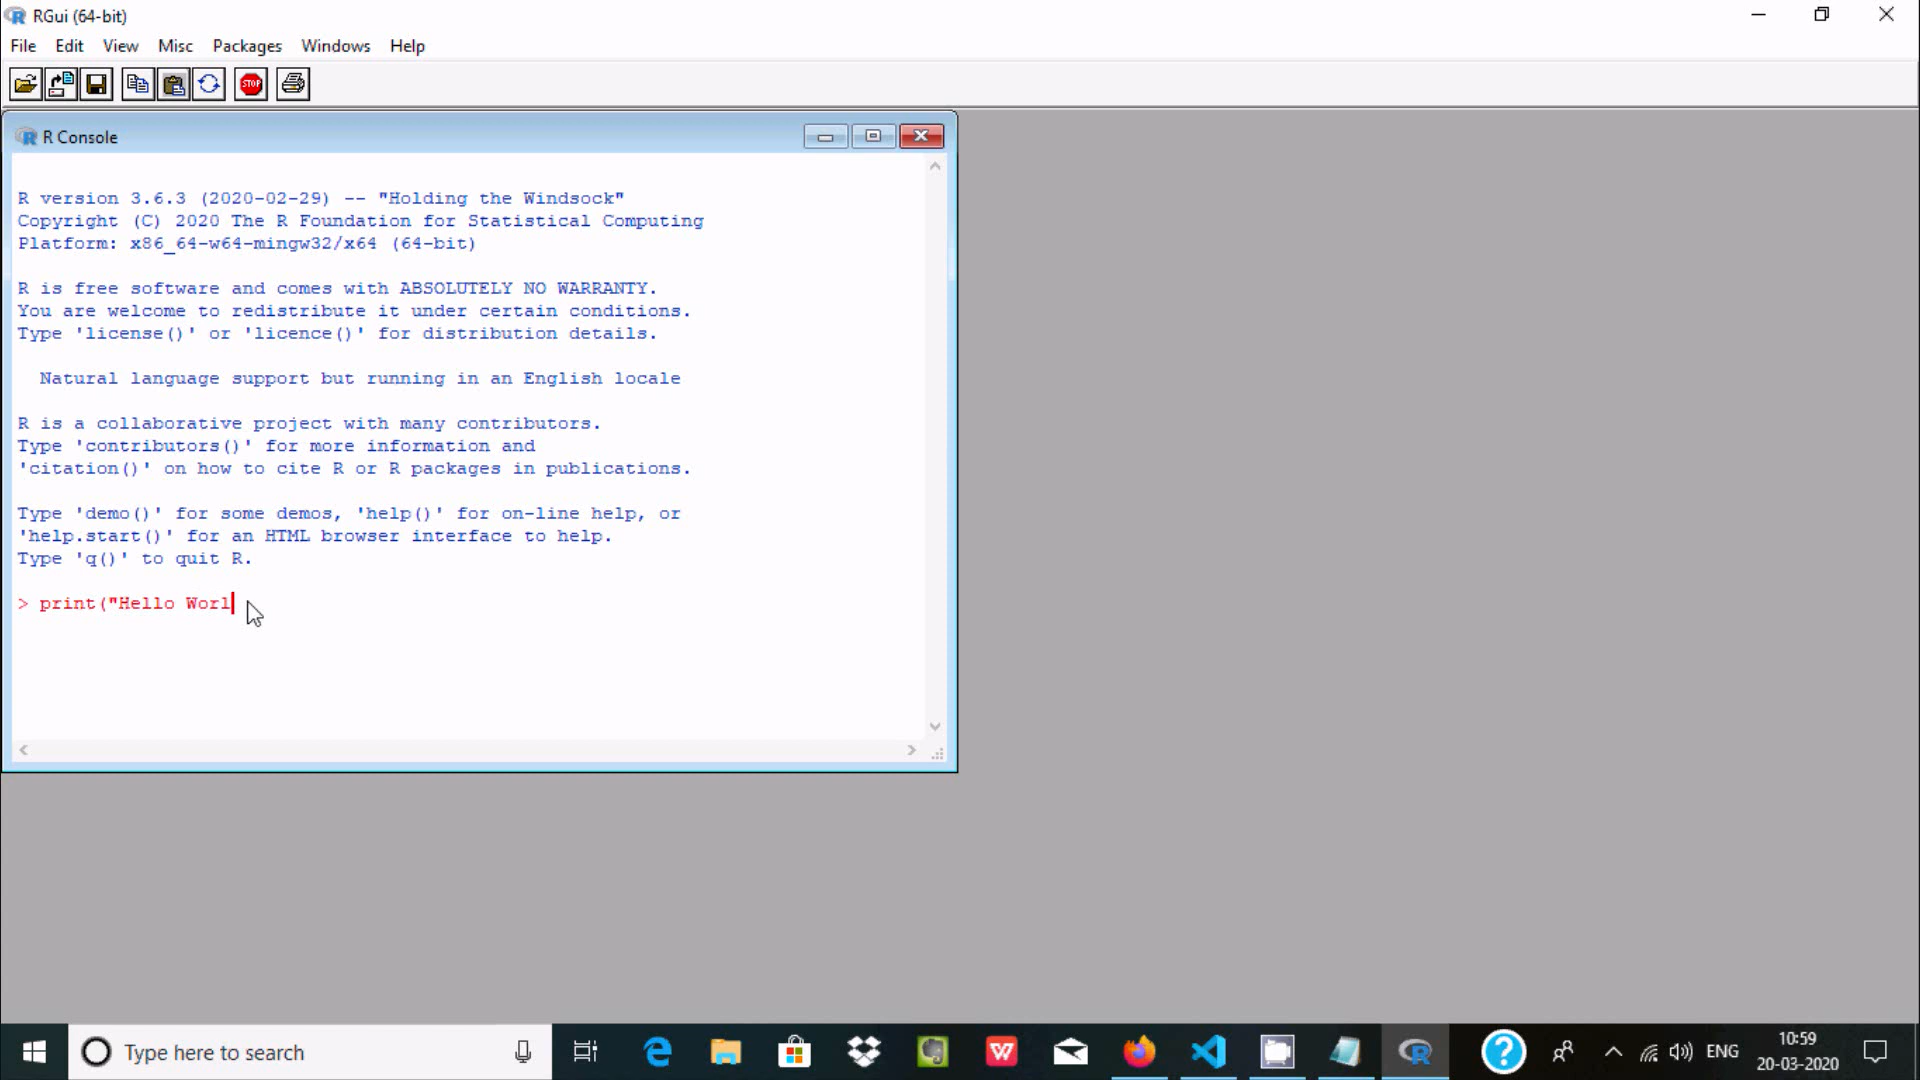 RGui (64-bit)
File Edit View Misc Packages Windows Help
STOP
R Console
R version 3.6.3 (2020-02-29) -- "Holding the Windsock"
Copyright (C) 2020 The R Foundation for Statistical Computing
Platform: x86_64-w64-mingw32/x64 (64-bit)
R is free software and comes with ABSOLUTELY NO WARRANTY.
You are welcome to redistribute it under certain conditions.
Type 'license()' or 'licence()' for distribution details.
Natural language support but running in an English locale
R is a collaborative project with many contributors.
Type 'contributors()' for more information and
'citation()' on how to cite R or R packages in publications.
Type 'demo()' for some demos, 'help()' for on-line help, or
'help.start()' for an HTML browser interface to help.
Type 'q()' to quit R.
> print("Hello Worl
Type here to search
ENG
10:59
20-03-2020